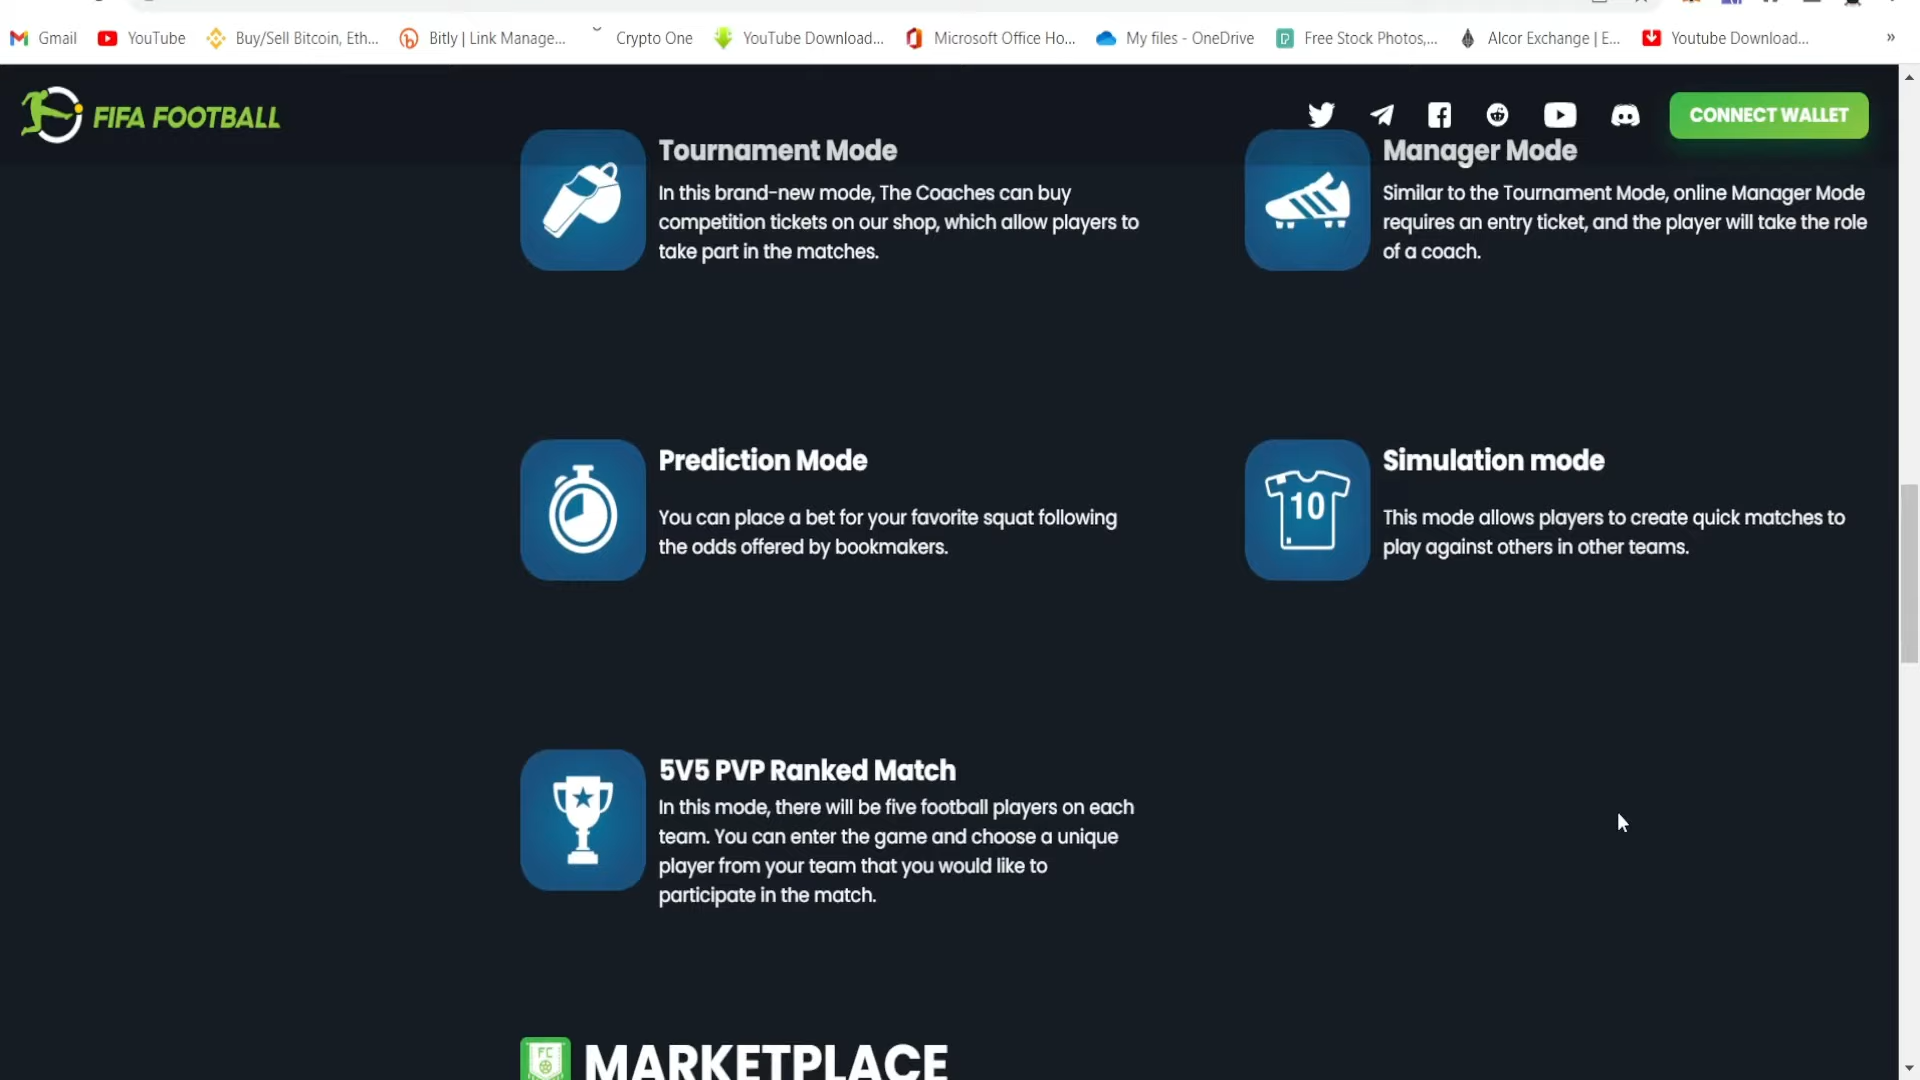 Gmail
YouTube
Buy/Sell Bitcoin, Eth...
Bitly | Link Manage...
Crypto One
YouTube Download...
Microsoft Office Ho...
My files - OneDrive
Free Stock Photos,...
Alcor Exchange | E...
Youtube Download...
»
FIFA FOOTBALL
CONNECT WALLET
Tournament Mode
In this brand-new mode, The Coaches can buy
competition tickets on our shop, which allow players to
take part in the matches.
Manager Mode
Similar to the Tournament Mode, online Manager Mode
requires an entry ticket, and the player will take the role
of a coach.
Prediction Mode
You can place a bet for your favorite squat following
the odds offered by bookmakers.
10
Simulation mode
This mode allows players to create quick matches to
play against others in other teams.
5V5 PVP Ranked Match
In this mode, there will be five football players on each
team. You can enter the game and choose a unique
player from your team that you would like to
participate in the match.
FC
MARKETPLACE